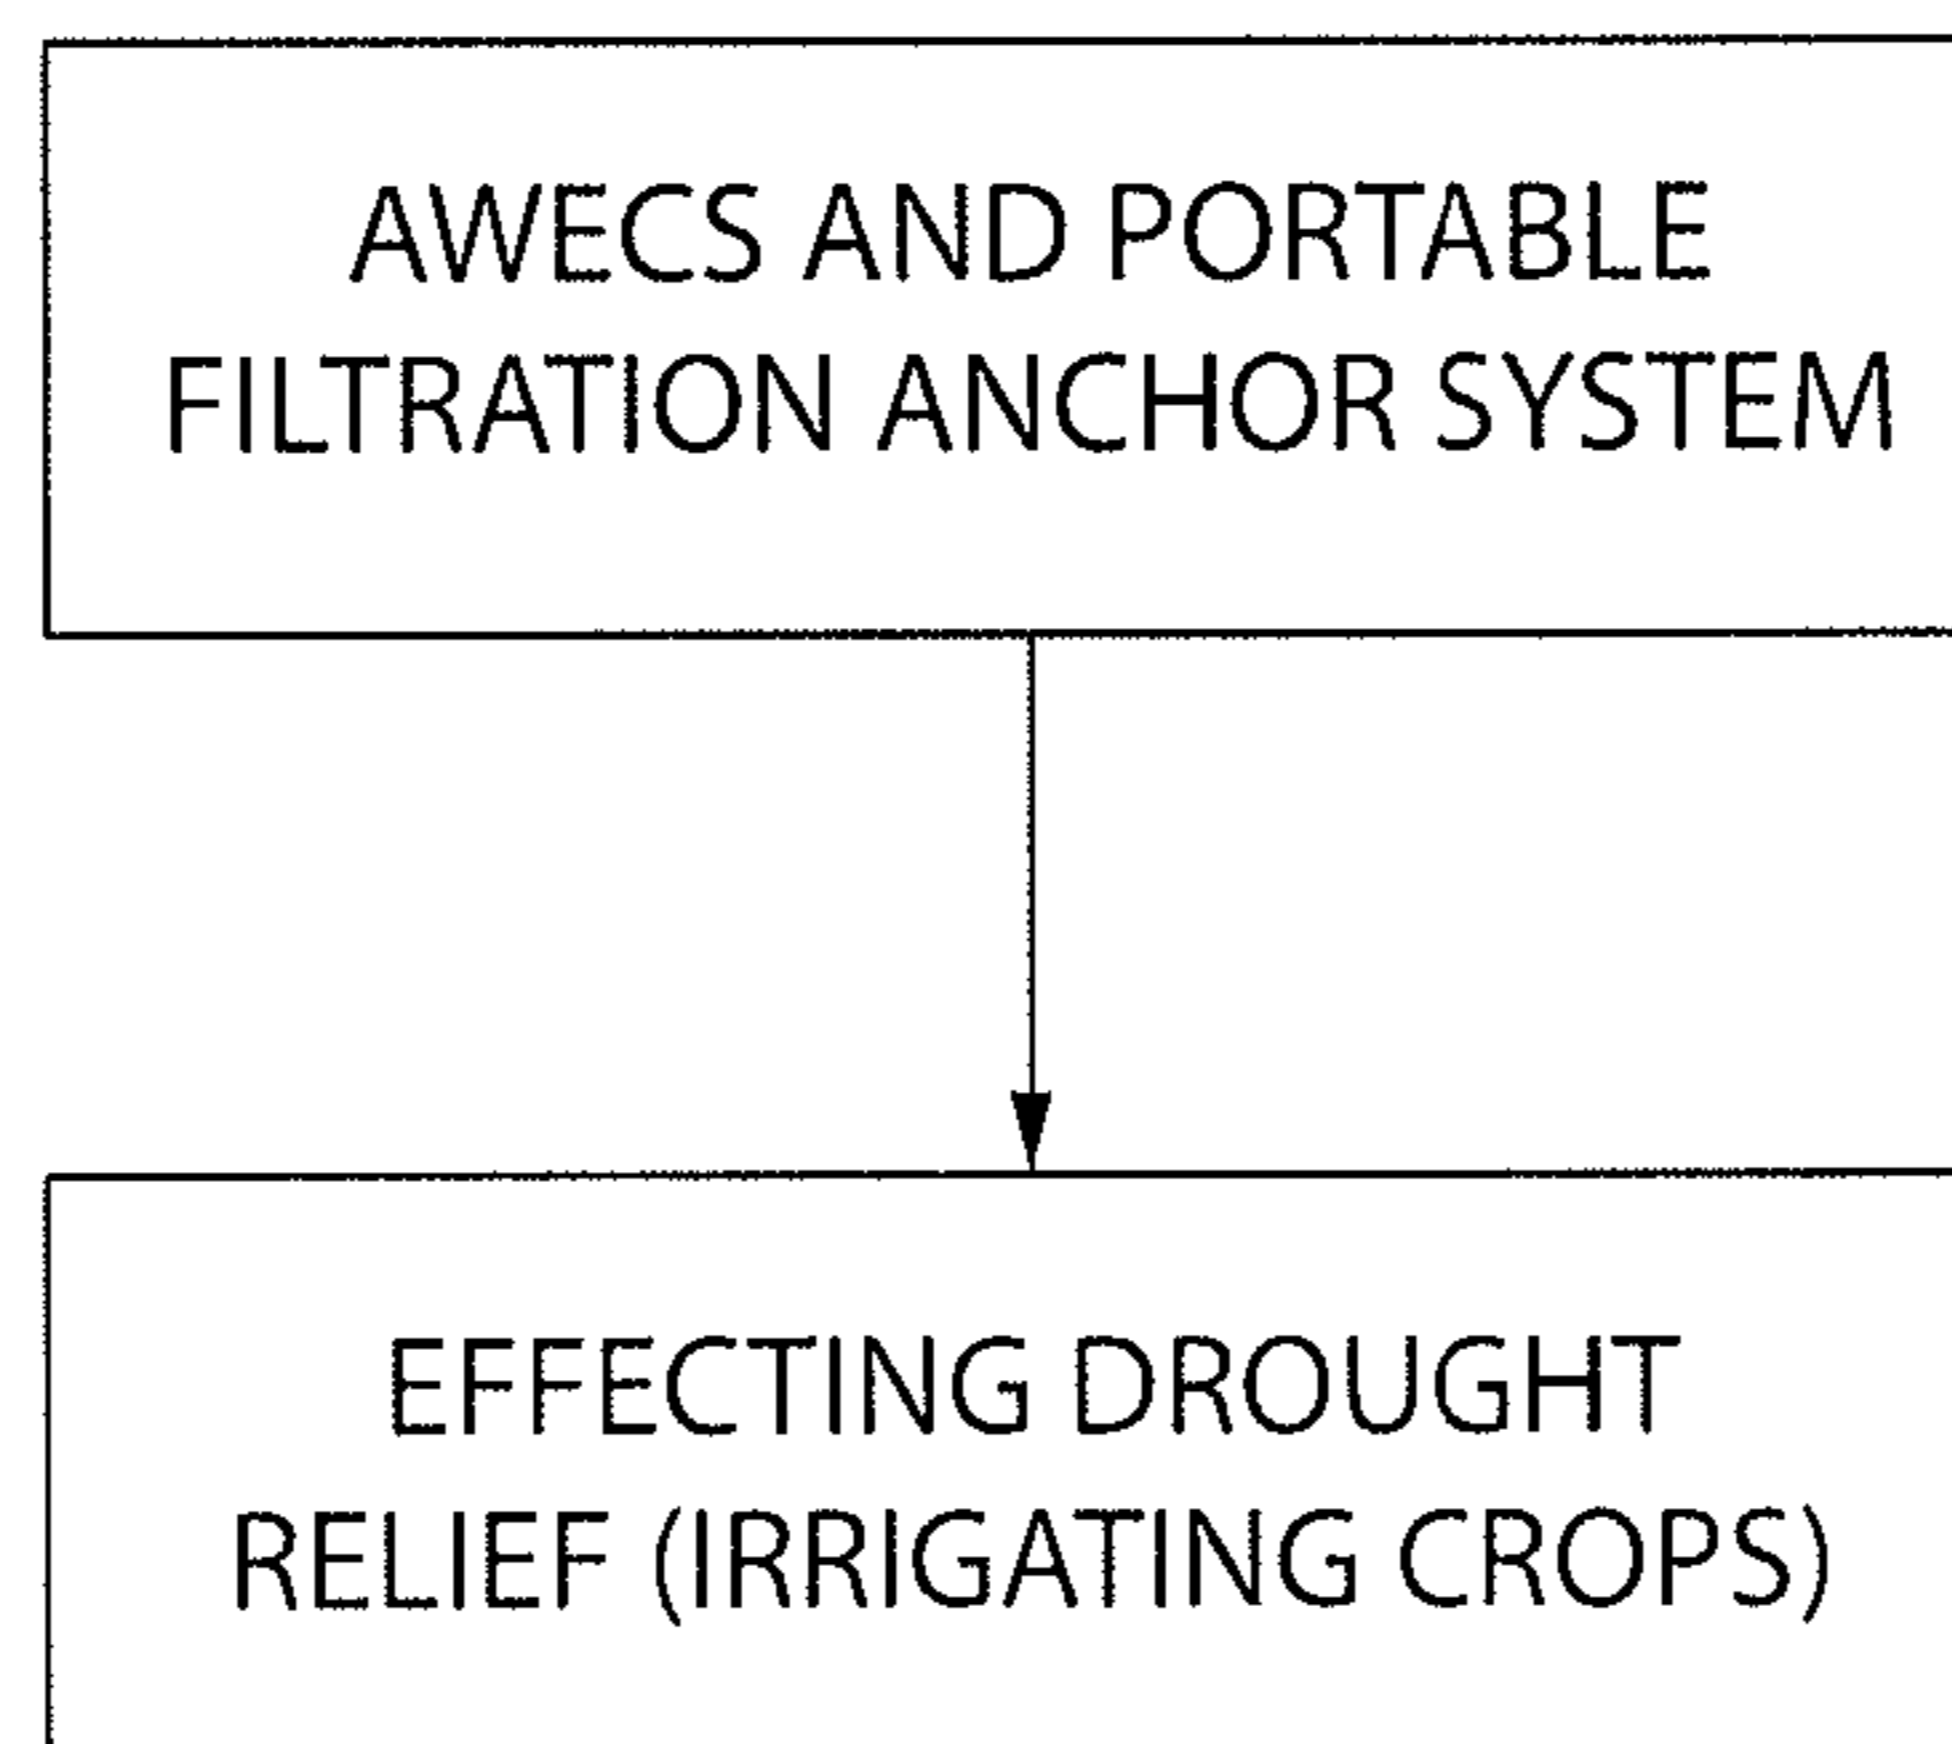 AWECS AND PORTABLE
FILTRATION ANCHOR SYSTEM
EFFECTING DROUGHT
RELIEF (IRRIGATING CROPS)